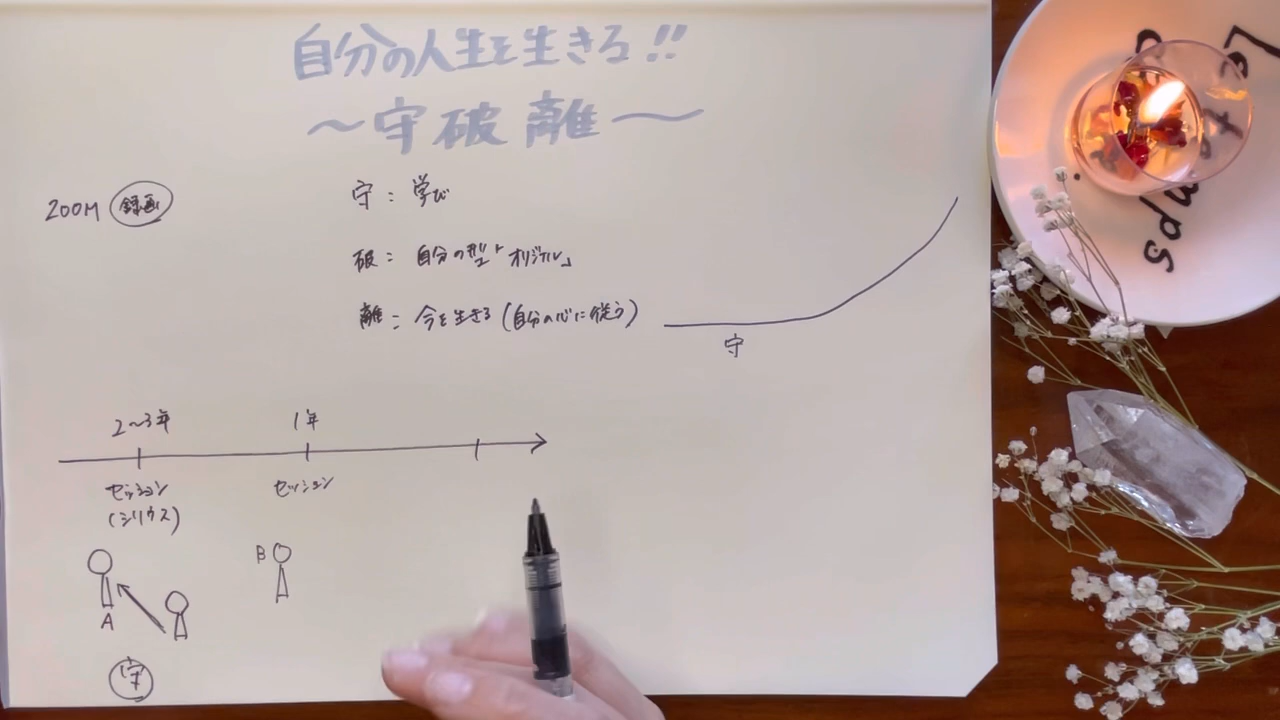 自分の人生を生きる!!
〜守破離〜
ZOOM 録画
守：学び
破：自分の型「オリジナル」
離：今を生きる(自分の心に従う)
守
2〜3年
1年
セッション
(シリウス)
セッション
A
B
守